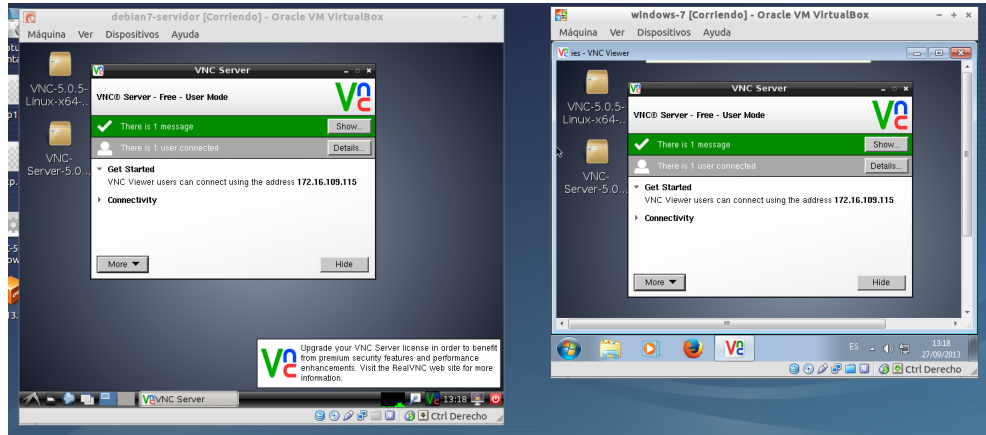 debian7-servidor [Corriendo] - Oracle VM VirtualBox
Máquina Ver Dispositivos Ayuda
VNC-5.0.5-
Linux-x64-..
VNC-
Server-5.0...
VNC Server
VNC® Server - Free - User Mode
There is 1 message
Show...
There is 1 user connected
Details...
Get Started
VNC Viewer users can connect using the address 172.16.109.115
Connectivity
More
Hide
Upgrade your VNC Server license in order to benefit
from premium security features and performance
enhancements. Visit the RealVNC web site for more
information.
VNC Server
13:18
Ctrl Derecho
windows-7 [Corriendo] - Oracle VM VirtualBox
Máquina Ver Dispositivos Ayuda
ies - VNC Viewer
VNC-5.0.5-
Linux-x64-..
VNC-
Server-5.0...
VNC Server
VNC® Server - Free - User Mode
There is 1 message
Show...
There is 1 user connected
Details...
Get Started
VNC Viewer users can connect using the address 172.16.109.115
Connectivity
More
Hide
ES
13:18
27/09/2013
Ctrl Derecho